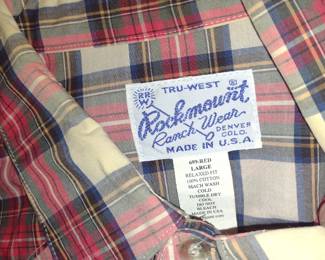 TRU-WEST ®
RR
W
Rockmount
Ranch Wear
DENVER
COLO.
MADE IN U.S.A.
699-RED
LARGE
RELAXED FIT
100% COTTON
MACH WASH
COLD
TUMBLE DRY
COOL
DO NOT
BLEACH
MADE IN USA